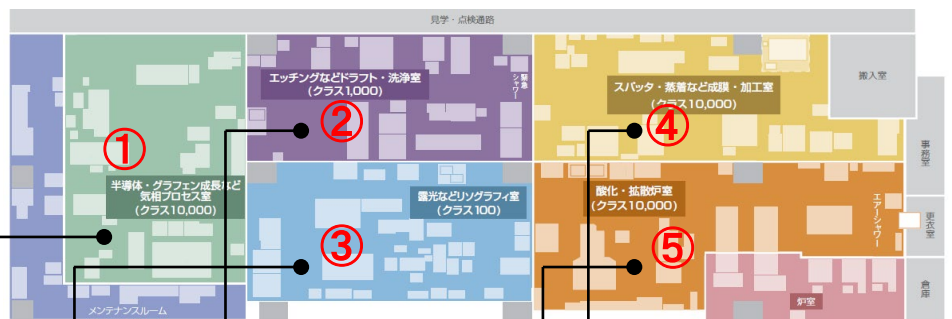 見学・点検通路
エッチングなどドラフト・洗浄室
(クラス1,000)
緊急
シャワー
スパッタ・蒸着など成膜・加工室
(クラス10,000)
搬入室
①
②
④
事務室
半導体・グラフェン成長など
気相プロセス室
(クラス10,000)
露光などリソグラフィ室
(クラス100)
酸化・拡散炉室
(クラス10,000)
エアーシャワー
更衣室
③
⑤
メンテナンスルーム
炉室
倉庫